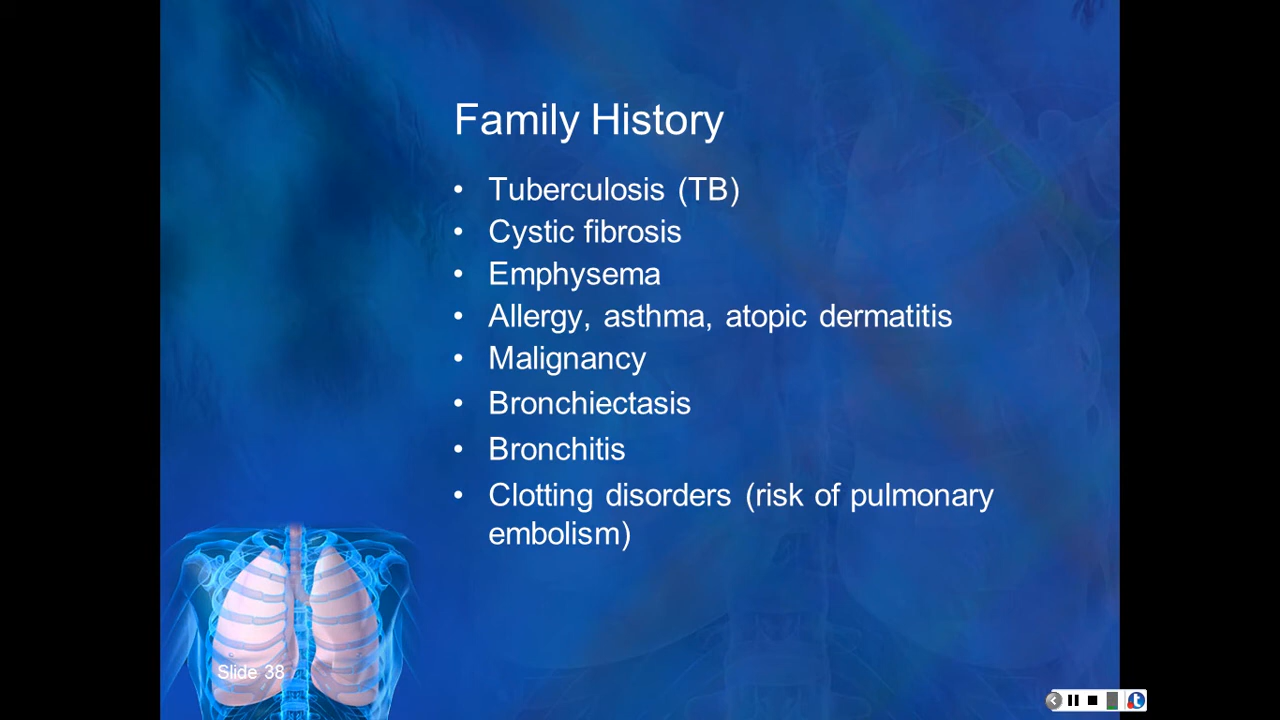 Family History
• Tuberculosis (TB)
• Cystic fibrosis
• Emphysema
• Allergy, asthma, atopic dermatitis
• Malignancy
• Bronchiectasis
• Bronchitis
• Clotting disorders (risk of pulmonary
embolism)
Slide 38
t